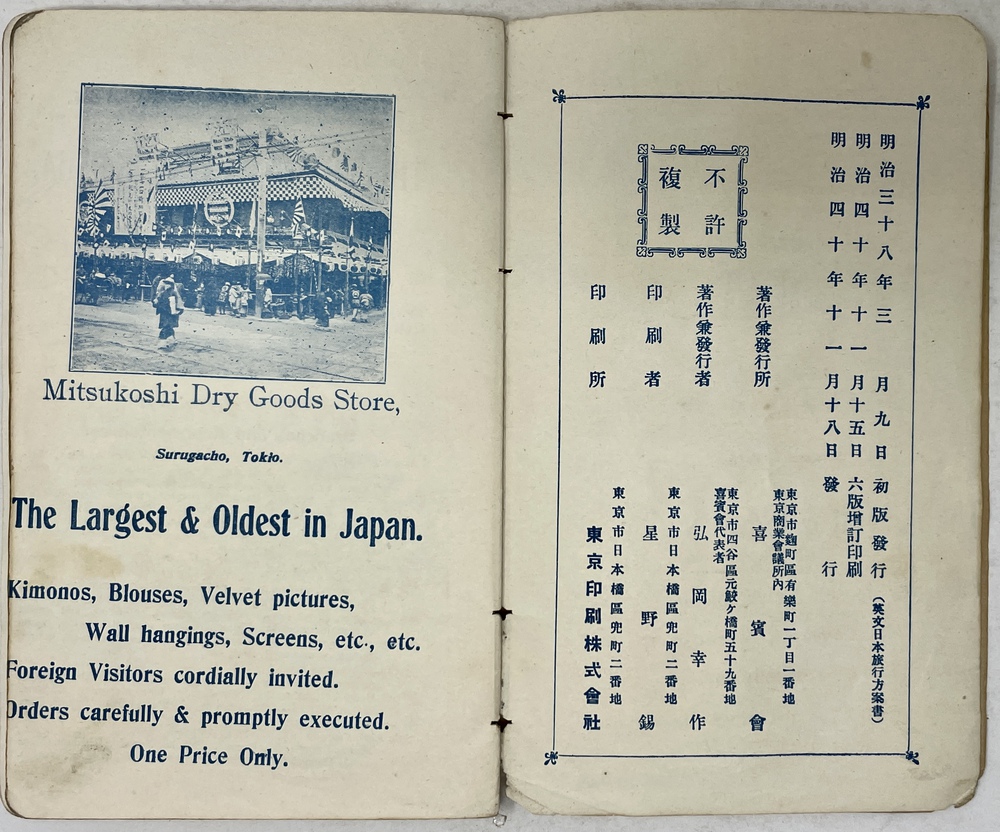 Mitsukoshi Dry Goods Store,
Surugacho, Tokio.
The Largest & Oldest in Japan.
Kimonos, Blouses, Velvet pictures,
Wall hangings, Screens, etc., etc.
Foreign Visitors cordially invited.
Orders carefully & promptly executed.
One Price Only.
明治三十八年三月九日初版發行(英文日本旅行方案書)
明治四十年十一月十五日六版增訂印刷
明治四十年十一月十八日發行
不許
複製
著作兼發行所
東京市麴町區有樂町一丁目一番地
東京商業會議所內
喜賓會
著作兼發行者
東京市四谷區元鮫ケ橋町五十九番地
喜賓會代表者
弘岡幸作
印刷者
東京市日本橋區兜町二番地
星野錫
印刷所
東京市日本橋區兜町二番地
東京印刷株式會社